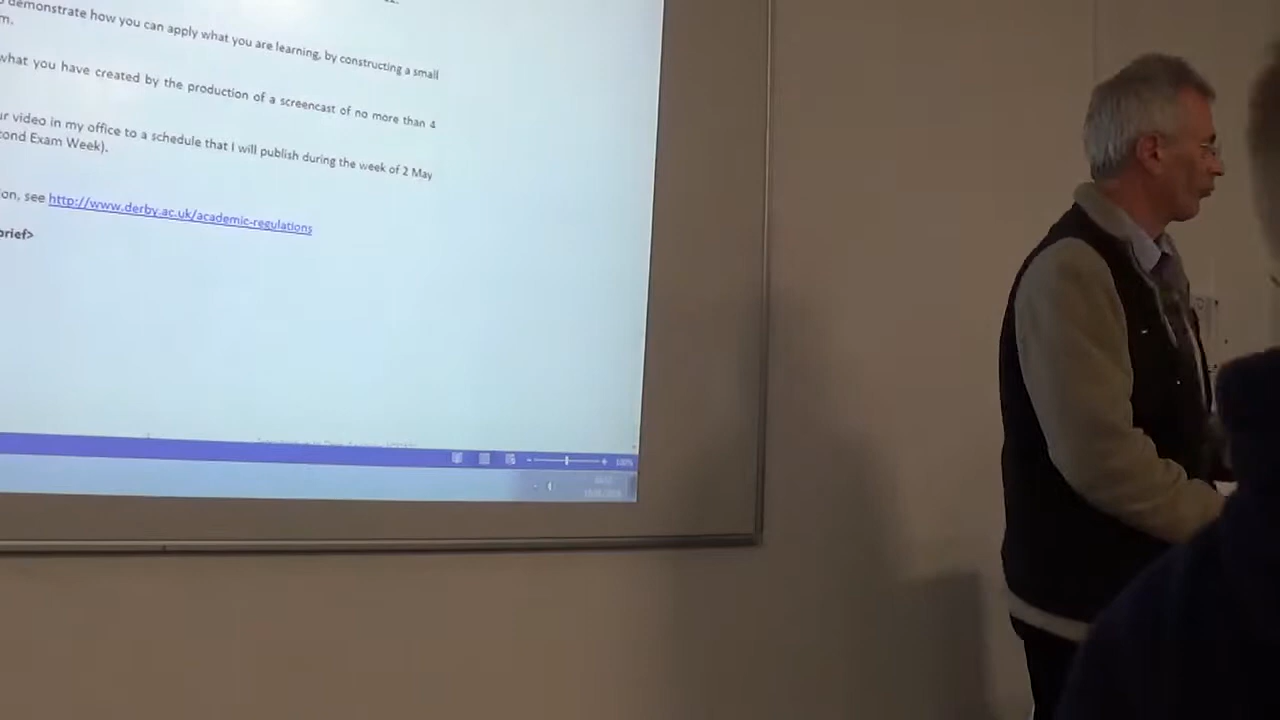 demonstrate how you can apply what you are learning, by constructing a small
m.
what you have created by the production of a screencast of no more than 4
ur video in my office to a schedule that I will publish during the week of 2 May
cond Exam Week).
on, see http://www.derby.ac.uk/academic-regulations
brief>
100%